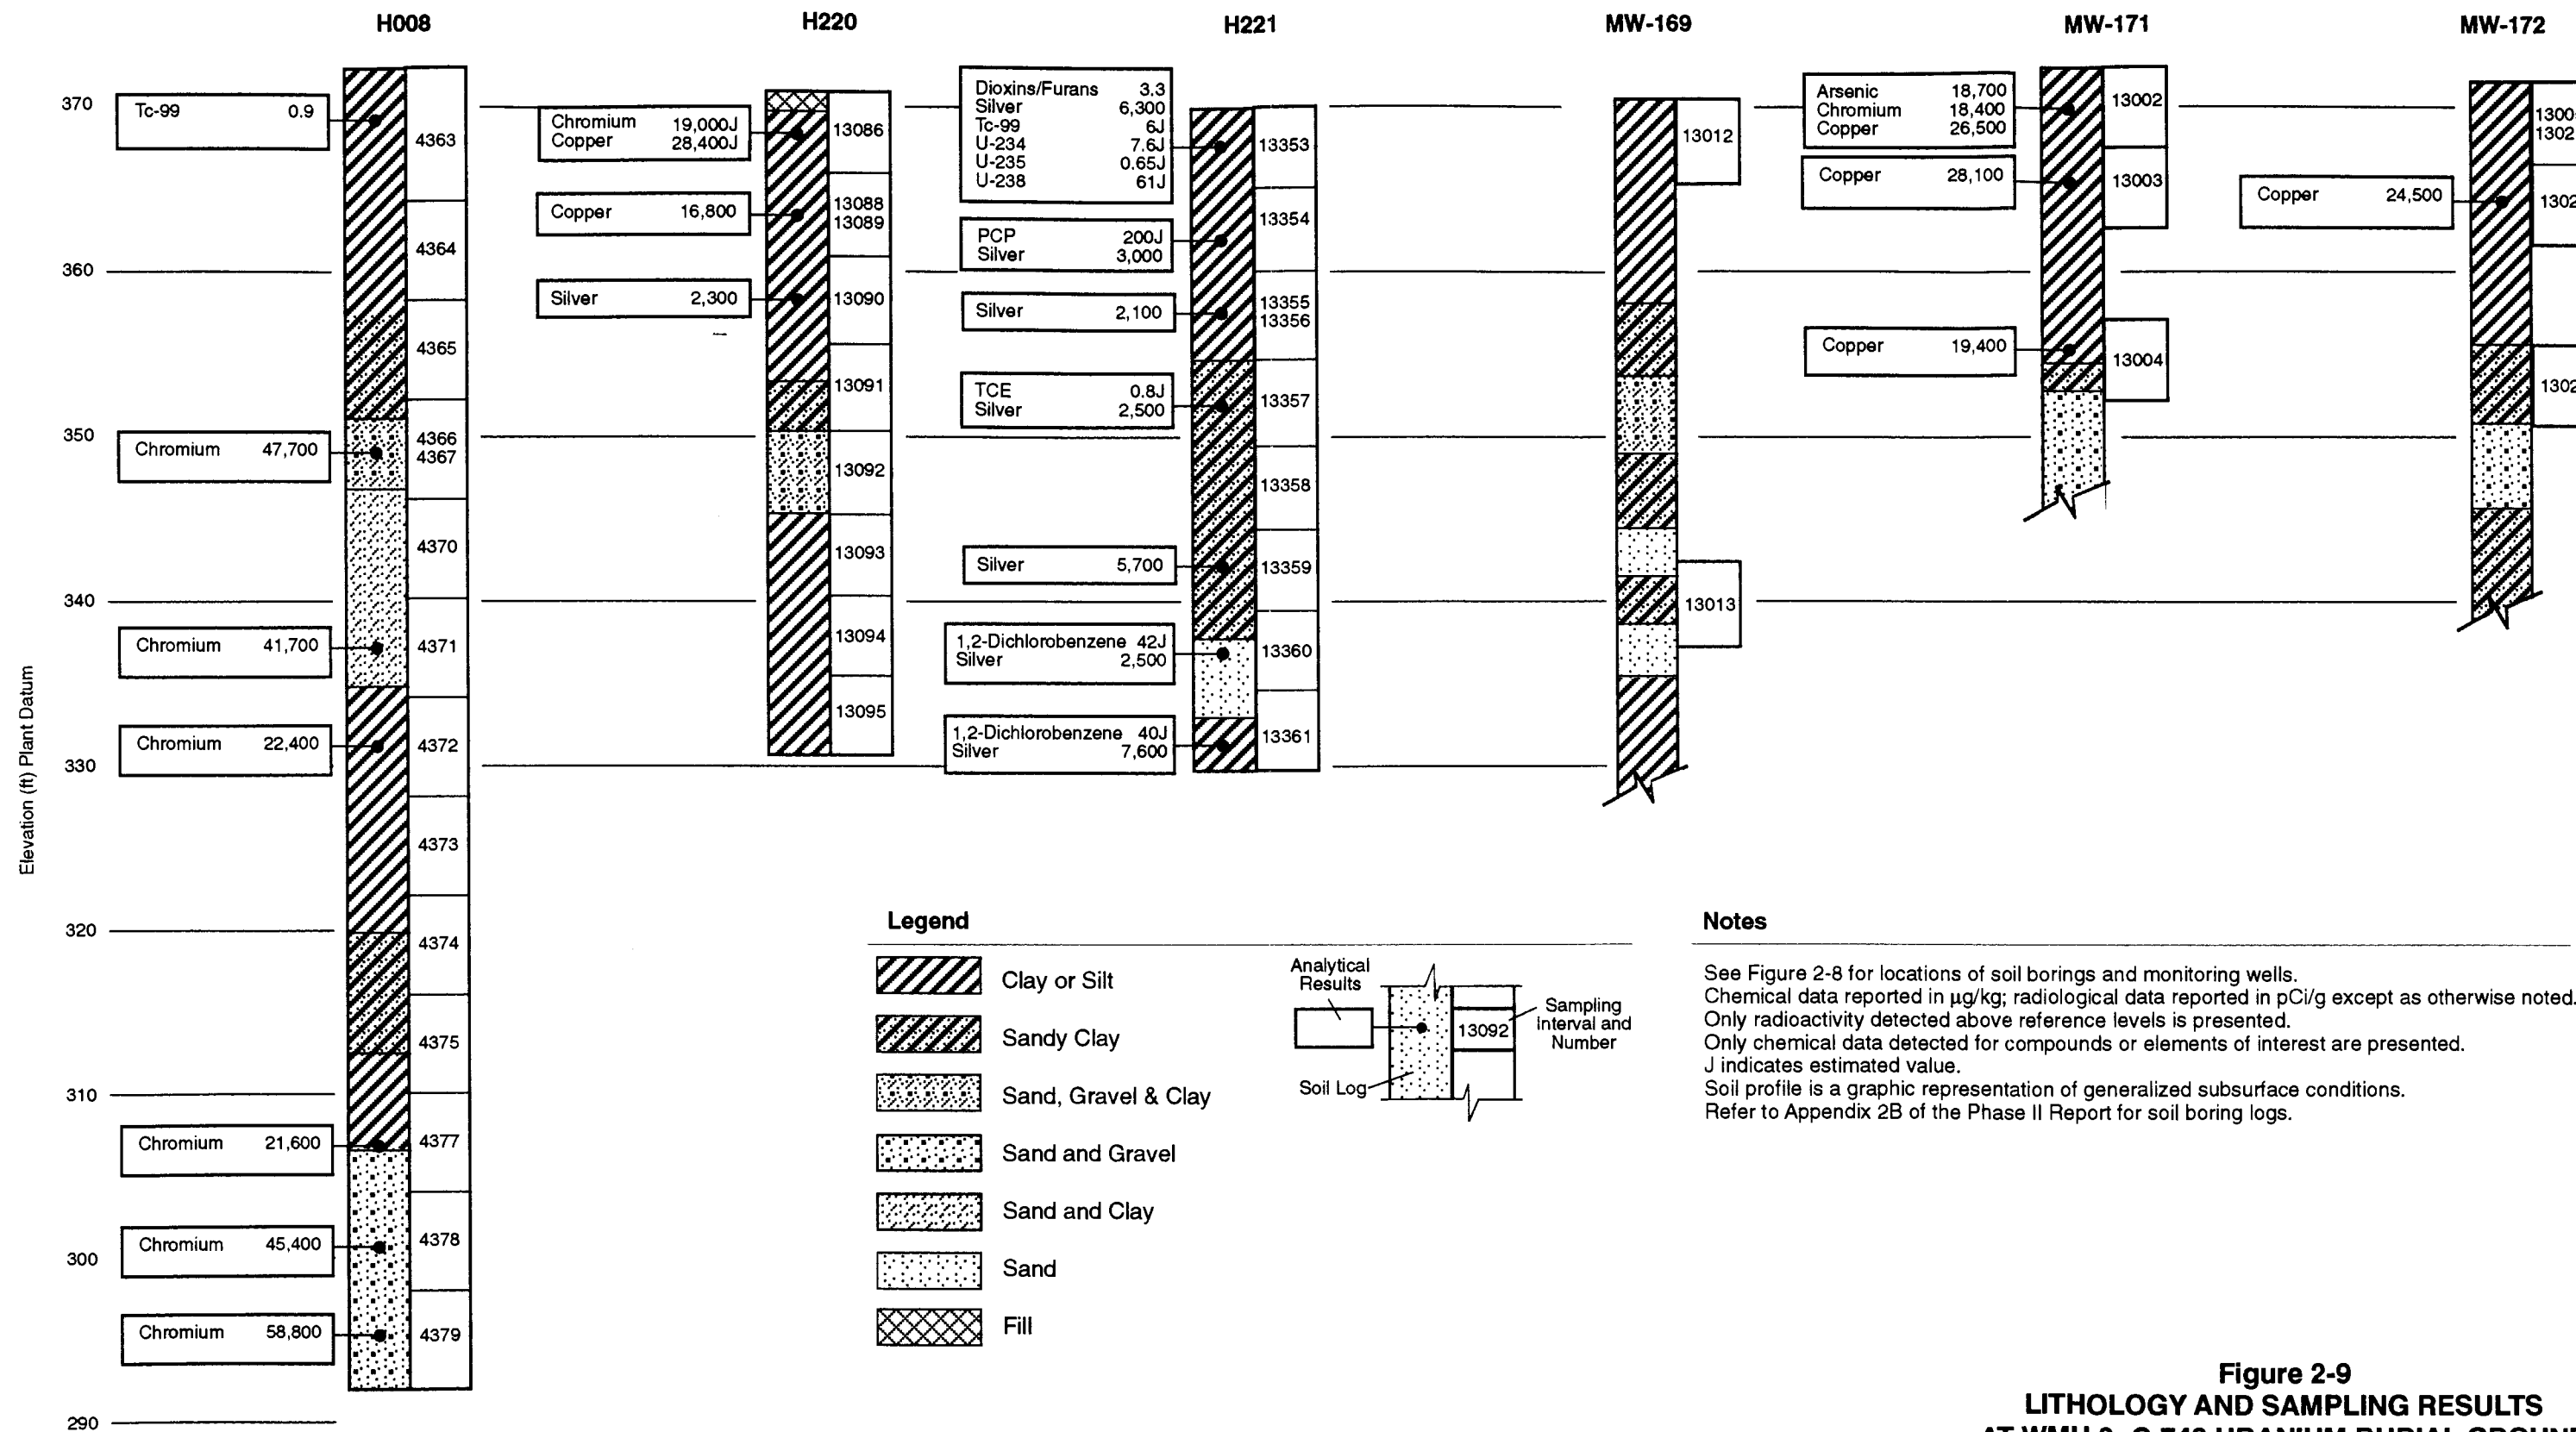 H008
H220
H221
MW-169
MW-171
MW-172
Elevation (ft) Plant Datum
370
360
350
340
330
320
310
300
290
Tc-99 0.9
Chromium 47,700
Chromium 41,700
Chromium 22,400
Chromium 21,600
Chromium 45,400
Chromium 58,800
4363
4364
4365
4366
4367
4370
4371
4372
4373
4374
4375
4377
4378
4379
Chromium 19,000J
Copper 28,400J
Copper 16,800
Silver 2,300
13086
13088
13089
13090
13091
13092
13093
13094
13095
Dioxins/Furans 3.3
Silver 6,300
Tc-99 6J
U-234 7.6J
U-235 0.65J
U-238 61J
PCP 200J
Silver 3,000
Silver 2,100
TCE 0.8J
Silver 2,500
Silver 5,700
1,2-Dichlorobenzene 42J
Silver 2,500
1,2-Dichlorobenzene 40J
Silver 7,600
13353
13354
13355
13356
13357
13358
13359
13360
13361
13012
13013
Arsenic 18,700
Chromium 18,400
Copper 26,500
Copper 28,100
Copper 19,400
13002
13003
13004
Copper 24,500
1300
1302
1302
1302
Legend
Clay or Silt
Sandy Clay
Sand, Gravel & Clay
Sand and Gravel
Sand and Clay
Sand
Fill
Analytical
Results
13092
Sampling
Interval and
Number
Soil Log
Notes
See Figure 2-8 for locations of soil borings and monitoring wells.
Chemical data reported in µg/kg; radiological data reported in pCi/g except as otherwise noted.
Only radioactivity detected above reference levels is presented.
Only chemical data detected for compounds or elements of interest are presented.
J indicates estimated value.
Soil profile is a graphic representation of generalized subsurface conditions.
Refer to Appendix 2B of the Phase II Report for soil boring logs.
Figure 2-9
LITHOLOGY AND SAMPLING RESULTS
URANIUM BURIAL